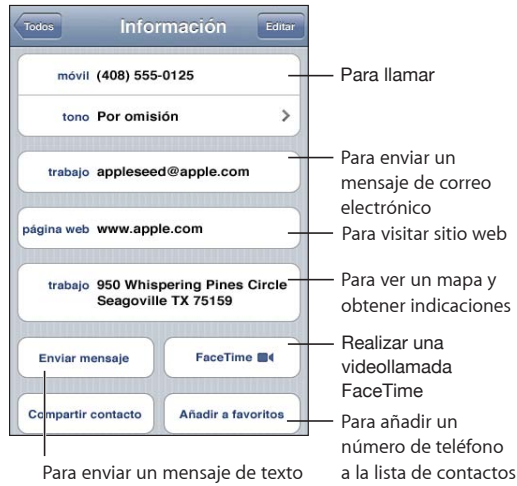 Todos Información Editar
móvil (408) 555-0125
Para llamar
tono Por omisión
trabajo appleseed@apple.com
Para enviar un
mensaje de correo
electrónico
página web www.apple.com
Para visitar sitio web
trabajo 950 Whispering Pines Circle
Seagoville TX 75159
Para ver un mapa y
obtener indicaciones
Enviar mensaje
FaceTime
Realizar una
videollamada
FaceTime
Compartir contacto
Añadir a favoritos
Para añadir un
número de teléfono
a la lista de contactos
Para enviar un mensaje de texto